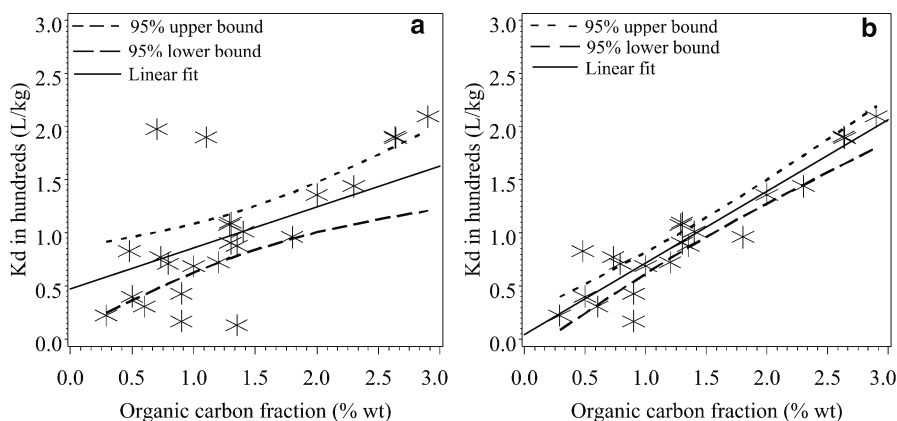 a
95% upper bound
95% lower bound
Linear fit
Kd in hundreds (L/kg)
3.0
2.5
2.0
1.5
1.0
0.5
0.0
0.0 0.5 1.0 1.5 2.0 2.5 3.0
Organic carbon fraction (% wt)
b
95% upper bound
95% lower bound
Linear fit
Kd in hundreds (L/kg)
3.0
2.5
2.0
1.5
1.0
0.5
0.0
0.0 0.5 1.0 1.5 2.0 2.5 3.0
Organic carbon fraction (% wt)